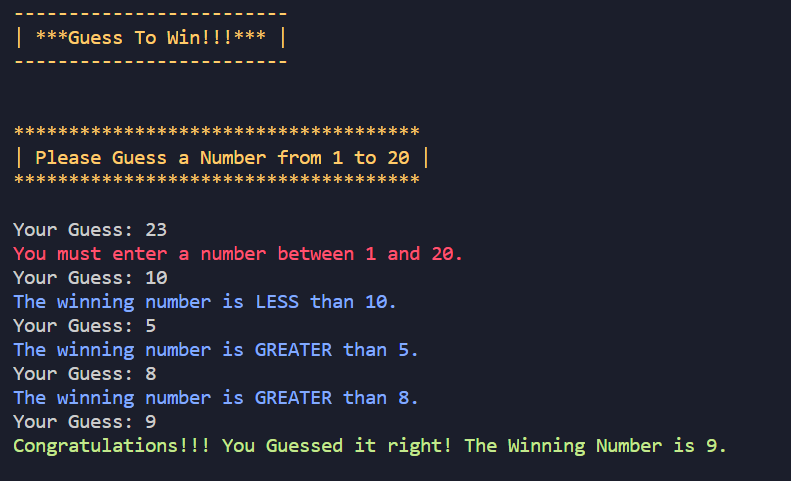 -------------------------
| ***Guess To Win!!!*** |
-------------------------
*************************************
| Please Guess a Number from 1 to 20 |
*************************************
Your Guess: 23
You must enter a number between 1 and 20.
Your Guess: 10
The winning number is LESS than 10.
Your Guess: 5
The winning number is GREATER than 5.
Your Guess: 8
The winning number is GREATER than 8.
Your Guess: 9
Congratulations!!! You Guessed it right! The Winning Number is 9.